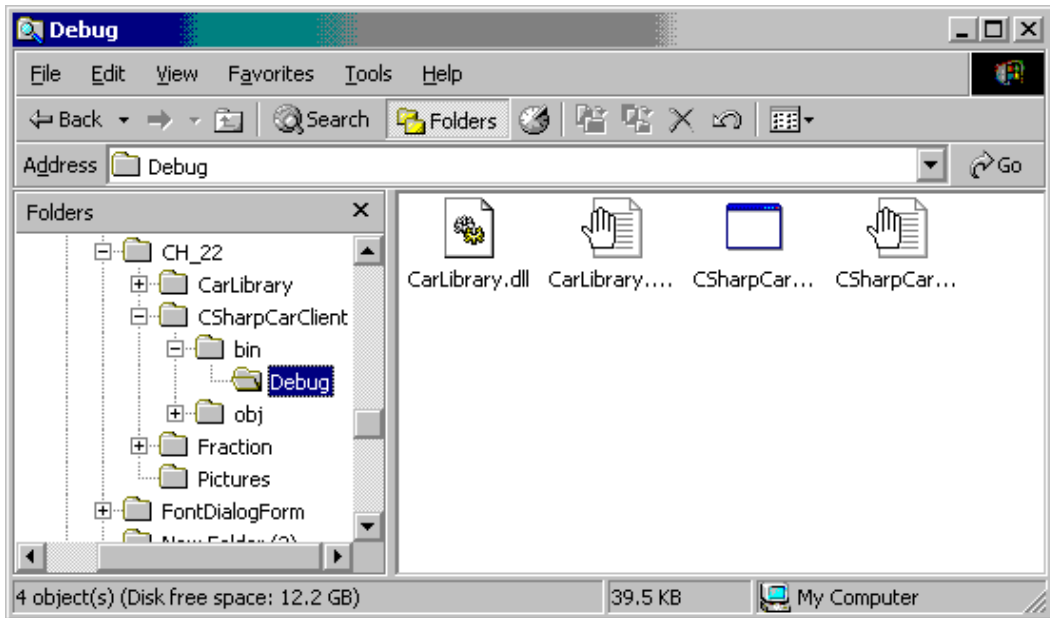 Debug
File Edit View Favorites Tools Help
Back Search Folders
Address Debug Go
Folders
CH_22
CarLibrary
CSharpCarClient
bin
Debug
obj
Fraction
Pictures
FontDialogForm
CarLibrary.dll CarLibrary.... CSharpCar... CSharpCar...
4 object(s) (Disk free space: 12.2 GB) 39.5 KB My Computer